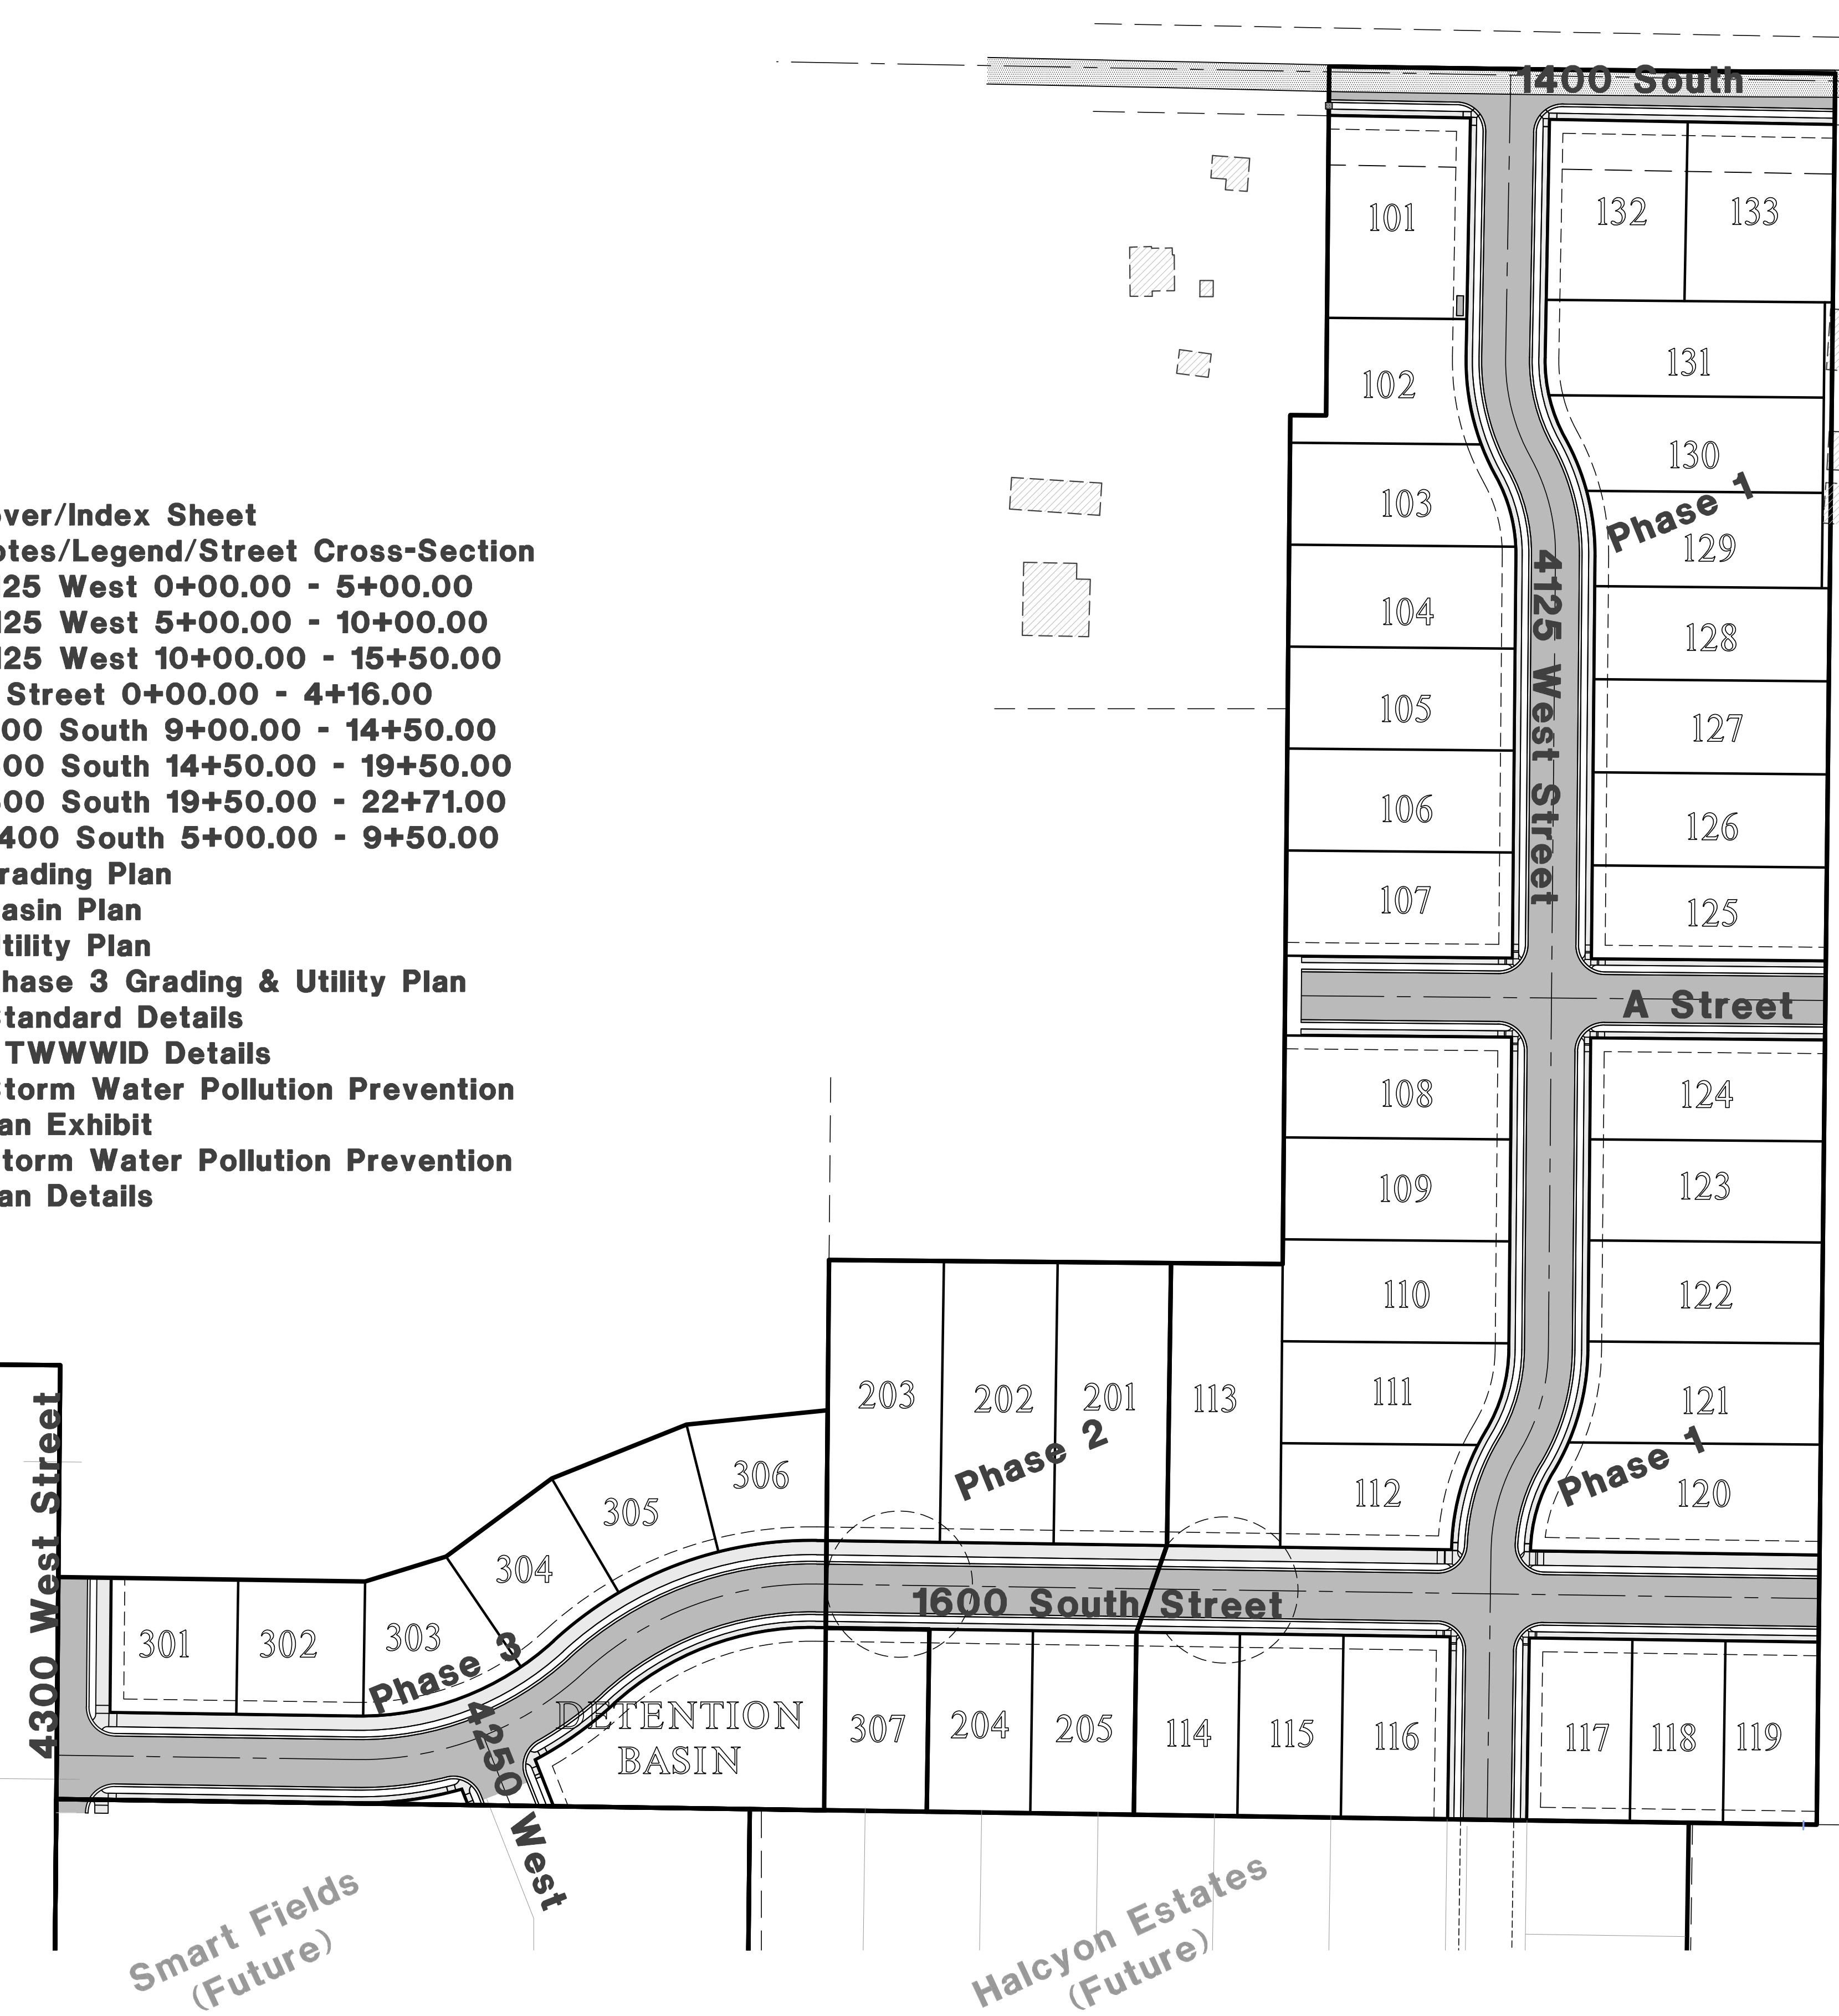 1400 South
101
132
133
102
131
130
Phase 1
129
103
4125 West Street
104
128
105
127
106
126
107
125
A Street
108
124
109
123
110
122
111
121
Phase 1
112
120
ver/Index Sheet
tes/Legend/Street Cross-Section
25 West 0+00.00 - 5+00.00
25 West 5+00.00 - 10+00.00
25 West 10+00.00 - 15+50.00
Street 0+00.00 - 4+16.00
00 South 9+00.00 - 14+50.00
00 South 14+50.00 - 19+50.00
00 South 19+50.00 - 22+71.00
400 South 5+00.00 - 9+50.00
rading Plan
asin Plan
tility Plan
hase 3 Grading & Utility Plan
tandard Details
TWWWID Details
torm Water Pollution Prevention
an Exhibit
torm Water Pollution Prevention
an Details
203
202
201
113
Phase 2
306
305
304
4300 West Street
301
302
303
Phase 3
1600 South Street
4250 West
DETENTION
BASIN
307
204
205
114
115
116
117
118
119
Smart Fields
(Future)
Halcyon Estates
(Future)